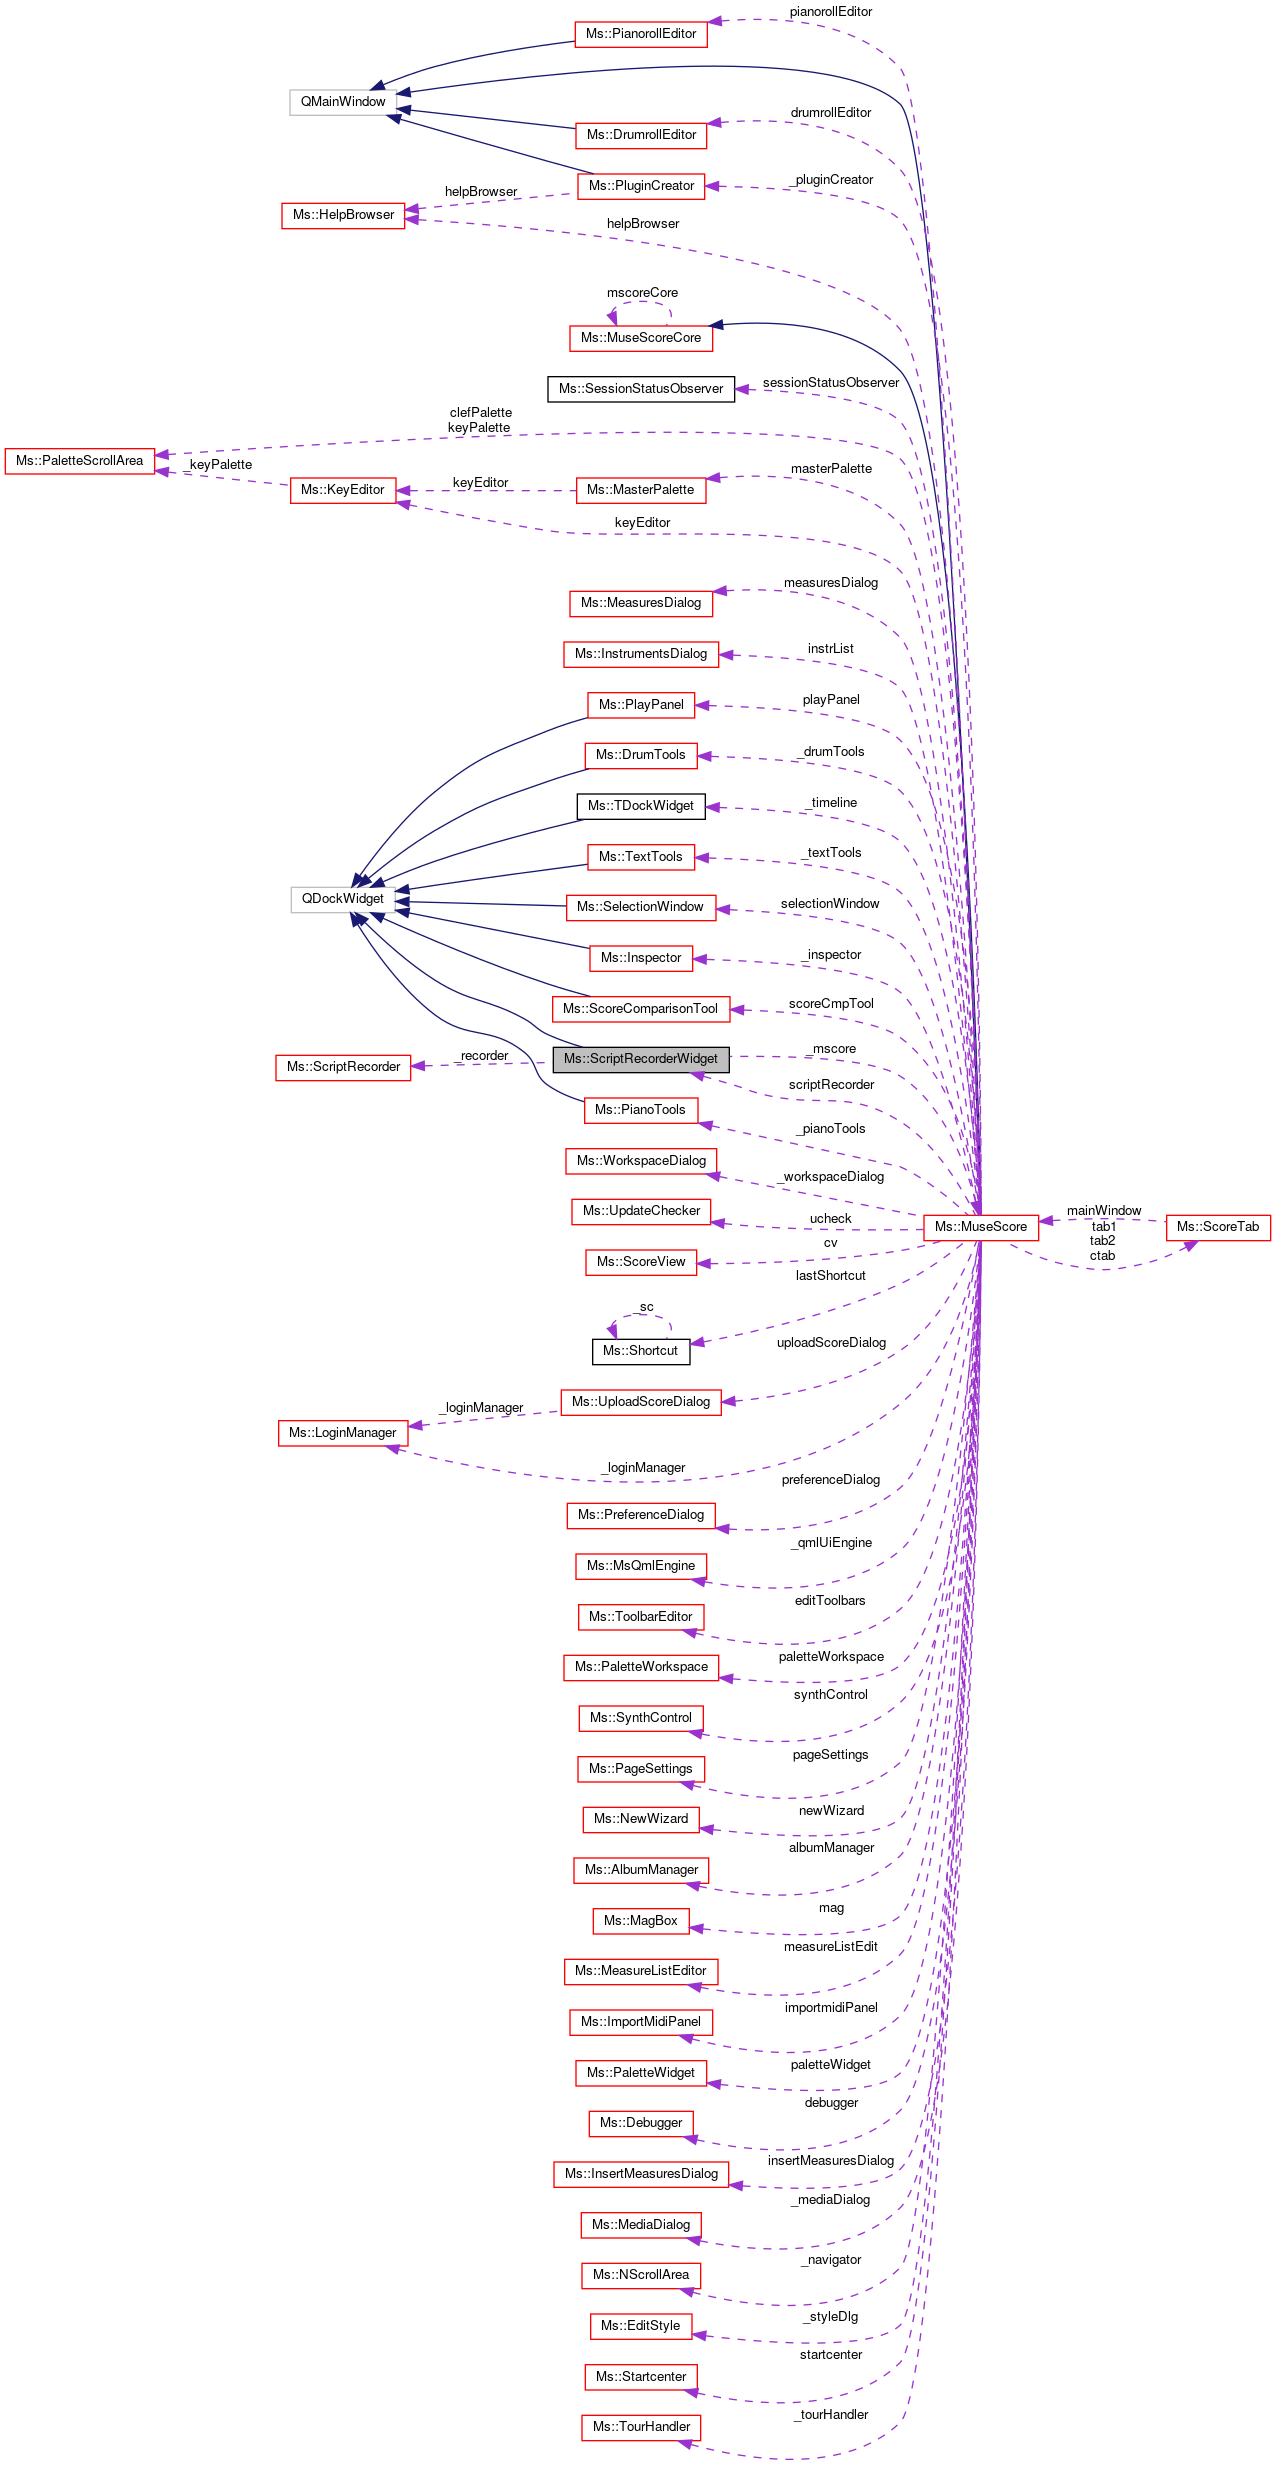 pianorollEditor
Ms::PianorollEditor
QMainWindow
drumrollEditor
Ms::DrumrollEditor
_pluginCreator
Ms::PluginCreator
helpBrowser
Ms::HelpBrowser
helpBrowser
mscoreCore
Ms::MuseScoreCore
sessionStatusObserver
Ms::SessionStatusObserver
clefPalette
keyPalette
Ms::PaletteScrollArea
_keyPalette
Ms::KeyEditor
keyEditor
Ms::MasterPalette
masterPalette
keyEditor
measuresDialog
Ms::MeasuresDialog
instrList
Ms::InstrumentsDialog
playPanel
Ms::PlayPanel
_drumTools
Ms::DrumTools
_timeline
Ms::TDockWidget
_textTools
Ms::TextTools
QDockWidget
selectionWindow
Ms::SelectionWindow
_inspector
Ms::Inspector
scoreCmpTool
Ms::ScoreComparisonTool
_mscore
Ms::ScriptRecorderWidget
_recorder
Ms::ScriptRecorder
scriptRecorder
Ms::PianoTools
_pianoTools
Ms::WorkspaceDialog
_workspaceDialog
Ms::UpdateChecker
ucheck
Ms::MuseScore
mainWindow
tab1
tab2
ctab
Ms::ScoreTab
cv
Ms::ScoreView
lastShortcut
_sc
Ms::Shortcut
uploadScoreDialog
Ms::UploadScoreDialog
_loginManager
Ms::LoginManager
_loginManager
preferenceDialog
Ms::PreferenceDialog
_qmlUiEngine
Ms::MsQmlEngine
editToolbars
Ms::ToolbarEditor
paletteWorkspace
Ms::PaletteWorkspace
synthControl
Ms::SynthControl
pageSettings
Ms::PageSettings
newWizard
Ms::NewWizard
albumManager
Ms::AlbumManager
mag
Ms::MagBox
measureListEdit
Ms::MeasureListEditor
importmidiPanel
Ms::ImportMidiPanel
paletteWidget
Ms::PaletteWidget
debugger
Ms::Debugger
insertMeasuresDialog
Ms::InsertMeasuresDialog
_mediaDialog
Ms::MediaDialog
_navigator
Ms::NScrollArea
_styleDlg
Ms::EditStyle
startcenter
Ms::Startcenter
_tourHandler
Ms::TourHandler